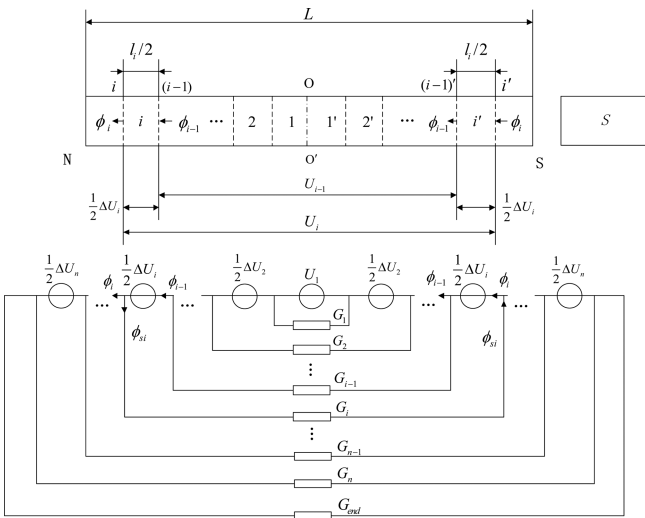 L
l_i/2 l_i/2
i (i−1) O (i−1)′ i′
ϕ_i i ϕ_{i−1} ··· 2 1 1' 2' ··· ϕ_{i−1} i′ ϕ_i S
N O′ S
U_{i−1}
½ΔU_i ½ΔU_i
U_i
½ΔU_n ϕ_i ½ΔU_i ϕ_{i−1} ½ΔU_2 U_1 ½ΔU_2 ϕ_{i−1} ½ΔU_i ϕ_i ½ΔU_n
··· ··· ··· ···
G_1
ϕ_{si} G_2 ϕ_{si}
⋮
G_{i−1}
G_i
⋮
G_{n−1}
G_n
G_{end}